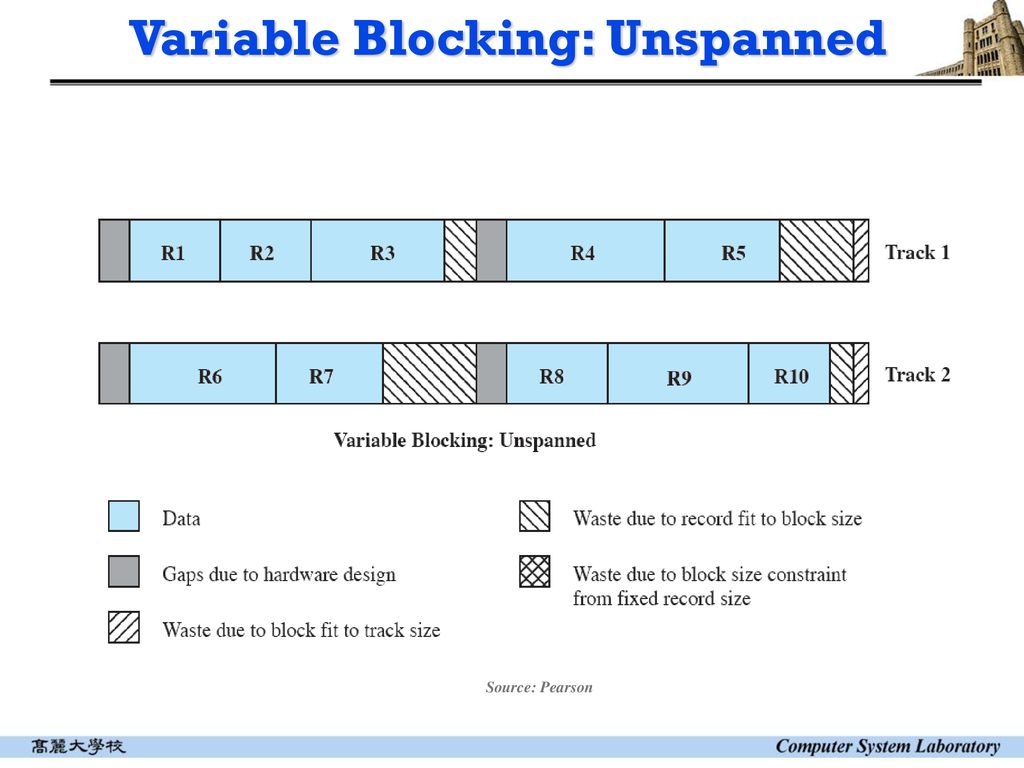 Variable Blocking: Unspanned
R1 R2 R3 R4 R5 Track 1
R6 R7 R8 R9 R10 Track 2
Variable Blocking: Unspanned
Data
Gaps due to hardware design
Waste due to block fit to track size
Waste due to record fit to block size
Waste due to block size constraint
from fixed record size
Source: Pearson
髙麗大學校
Computer System Laboratory